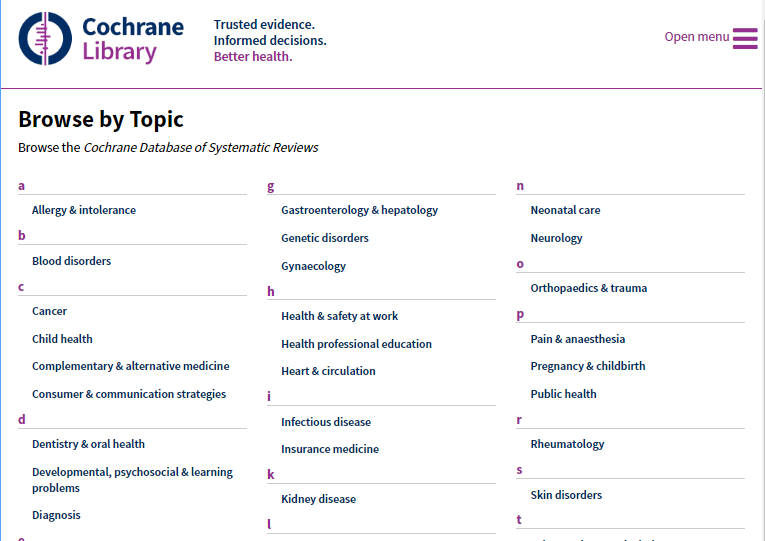 Cochrane
Library
Trusted evidence.
Informed decisions.
Better health.
Open menu
Browse by Topic
Browse the Cochrane Database of Systematic Reviews
a
Allergy & intolerance
b
Blood disorders
c
Cancer
Child health
Complementary & alternative medicine
Consumer & communication strategies
d
Dentistry & oral health
Developmental, psychosocial & learning
problems
Diagnosis
g
Gastroenterology & hepatology
Genetic disorders
Gynaecology
h
Health & safety at work
Health professional education
Heart & circulation
i
Infectious disease
Insurance medicine
k
Kidney disease
l
n
Neonatal care
Neurology
o
Orthopaedics & trauma
p
Pain & anaesthesia
Pregnancy & childbirth
Public health
r
Rheumatology
s
Skin disorders
t